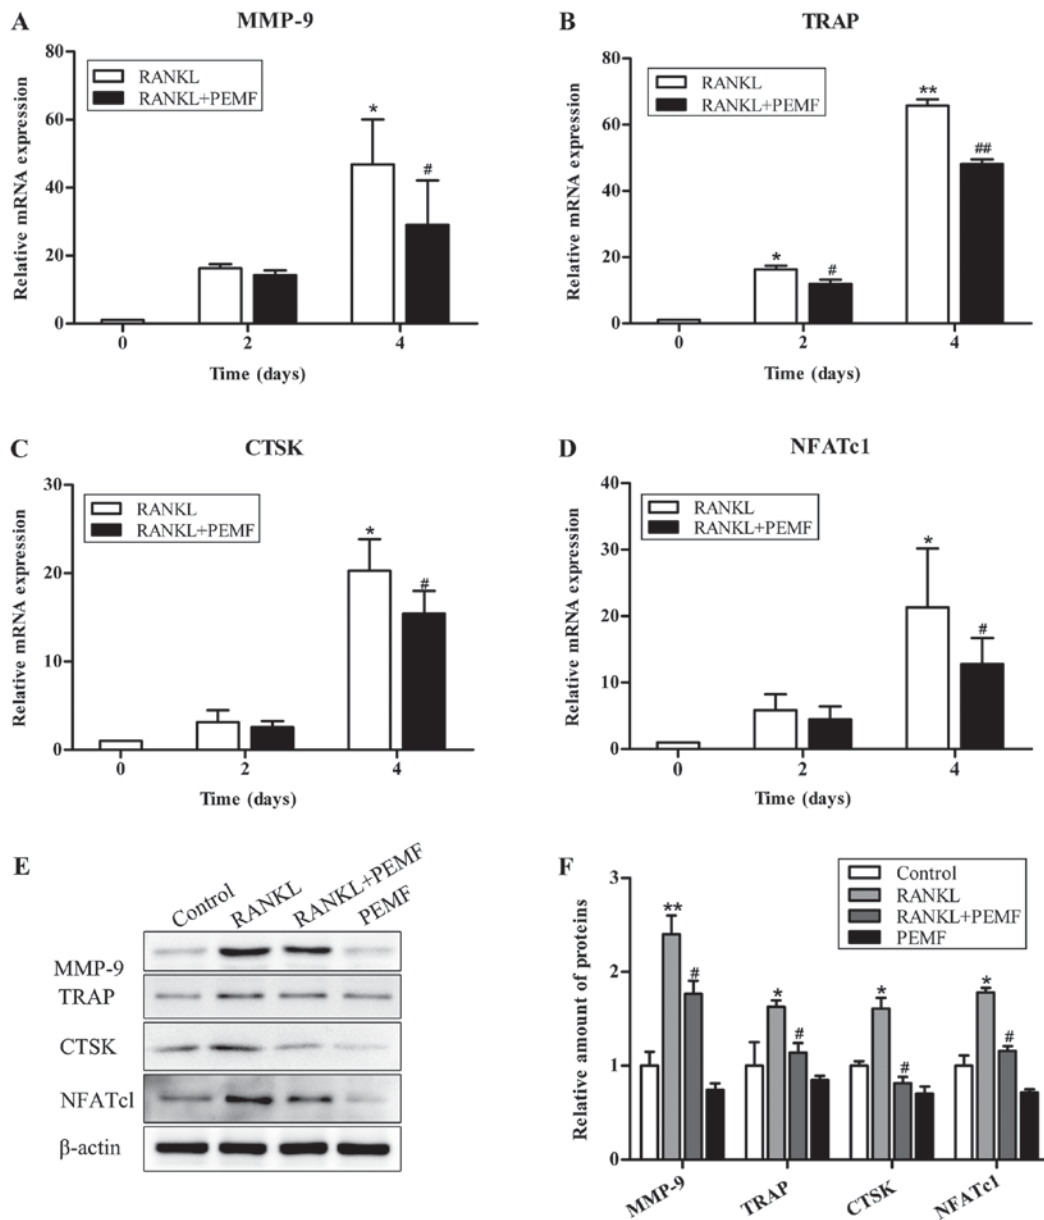 A
MMP-9
Relative mRNA expression
80
60
40
20
0
RANKL
RANKL+PEMF
*
#
0 2 4
Time (days)
B
TRAP
Relative mRNA expression
80
60
40
20
0
RANKL
RANKL+PEMF
*
#
**
##
0 2 4
Time (days)
C
CTSK
Relative mRNA expression
30
20
10
0
RANKL
RANKL+PEMF
*
#
0 2 4
Time (days)
D
NFATc1
Relative mRNA expression
40
30
20
10
0
RANKL
RANKL+PEMF
*
#
0 2 4
Time (days)
E
Control RANKL RANKL+PEMF PEMF
MMP-9
TRAP
CTSK
NFATcl
β-actin
F
Relative amount of proteins
3
2
1
0
Control
RANKL
RANKL+PEMF
PEMF
**
#
*
#
*
#
*
#
MMP-9 TRAP CTSK NFATc1